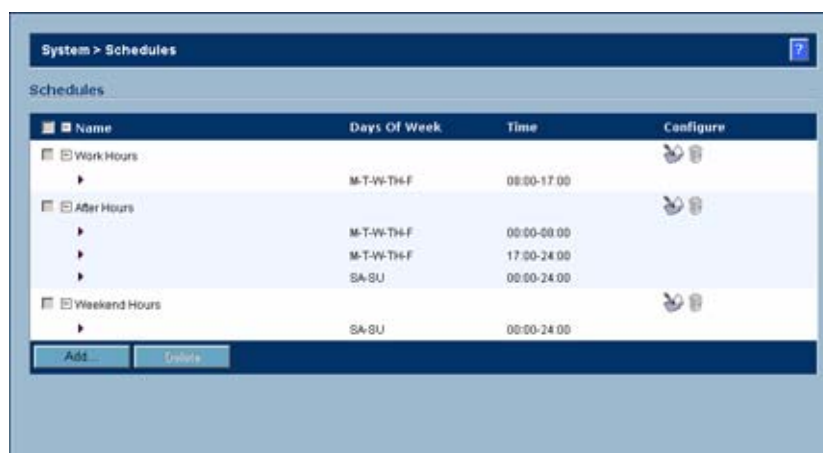 System > Schedules
?
Schedules
Name Days Of Week Time Configure
Work Hours
M-T-W-TH-F 08:00-17:00
After Hours
M-T-W-TH-F 00:00-08:00
M-T-W-TH-F 17:00-24:00
SA-SU 00:00-24:00
Weekend Hours
SA-SU 00:00-24:00
Add... Delete